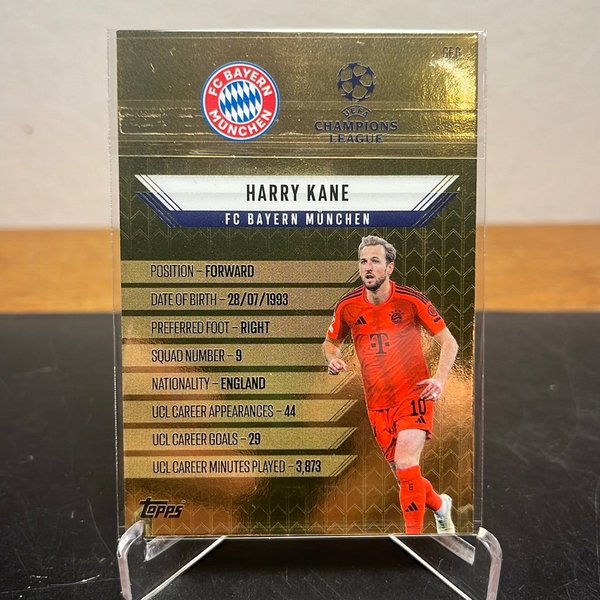 FC BAYERN
MÜNCHEN
UEFA
CHAMPIONS
LEAGUE
HARRY KANE
FC BAYERN MÜNCHEN
POSITION – FORWARD
DATE OF BIRTH – 28/07/1993
PREFERRED FOOT – RIGHT
SQUAD NUMBER – 9
NATIONALITY – ENGLAND
UCL CAREER APPEARANCES – 44
UCL CAREER GOALS – 29
UCL CAREER MINUTES PLAYED – 3,873
T
10
Topps